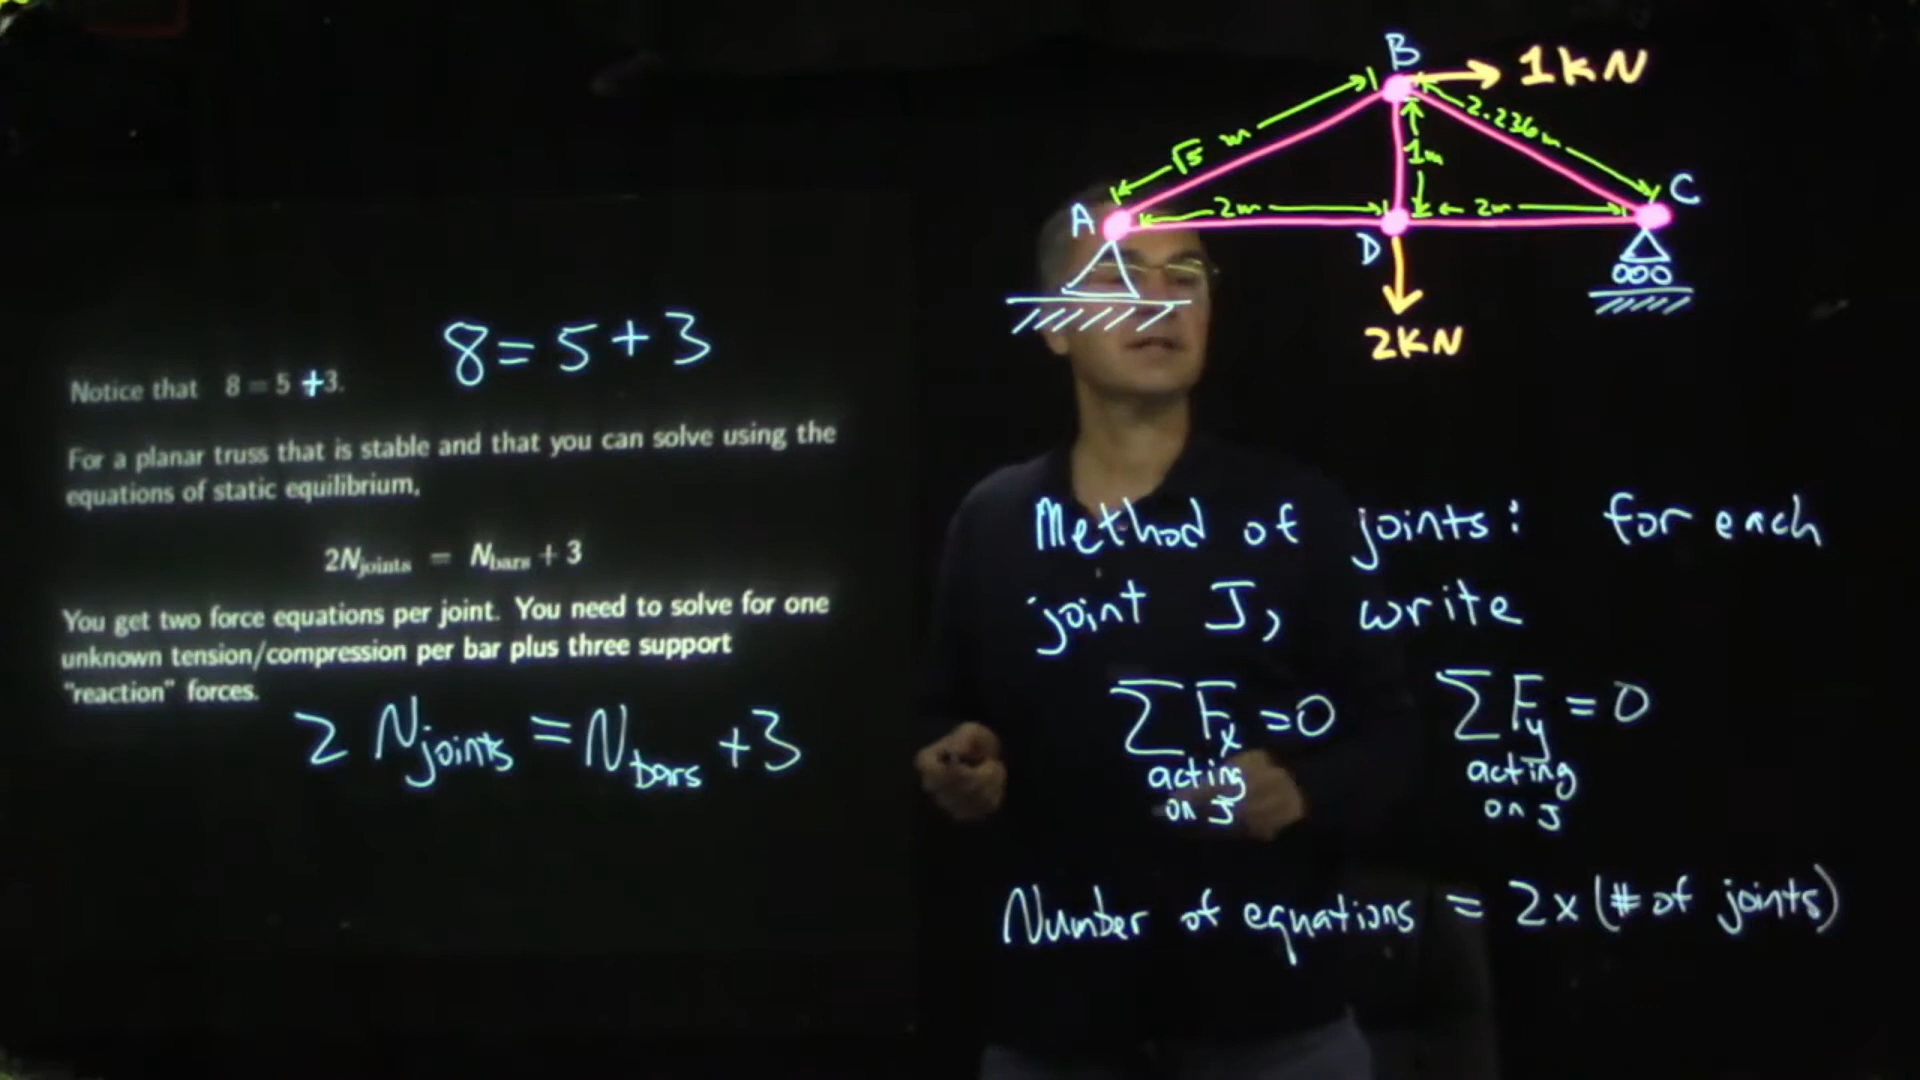 8 = 5 + 3
Notice that 8 = 5 + 3.
For a planar truss that is stable and that you can solve using the
equations of static equilibrium,
2N_joints = N_bars + 3
You get two force equations per joint. You need to solve for one
unknown tension/compression per bar plus three support
"reaction" forces.
2 N_joints = N_bars + 3
B
1kN
√5 m
2.236m
1m
A
2m
2m
C
D
2kN
Method of joints: for each
joint J, write
∑F_x = 0 ∑F_y = 0
acting acting
on J on J
Number of equations = 2x (# of joints)